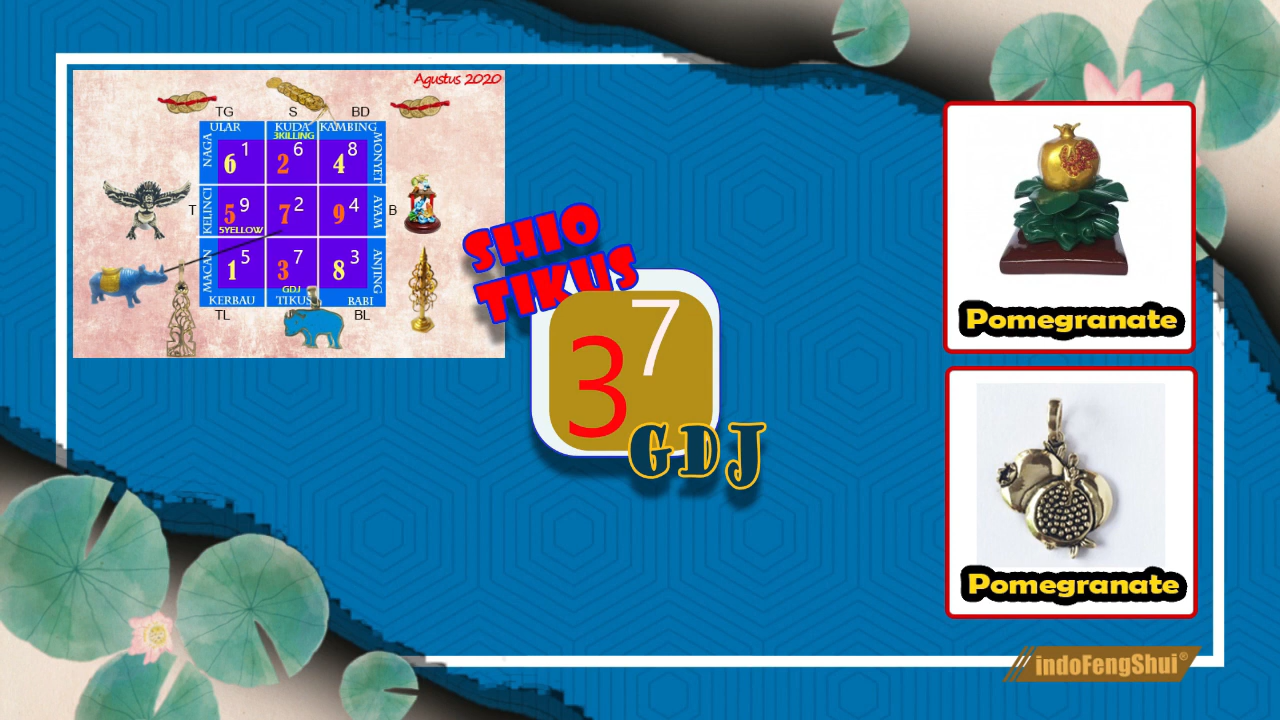 Agustus 2020
TG S BD
ULAR KUDA KAMBING
3KILLING
NAGA
6 1
2 6
4 8
MONYET
T
KELINCI
5 9
7 2
9 4
AYAM
B
5YELLOW
MACAN
1 5
3 7
8 3
ANJING
GDJ
KERBAU TIKUS BABI
TL BL
SHIO
TIKUS
3 7
GDJ
Pomegranate
Pomegranate
indoFengShui®